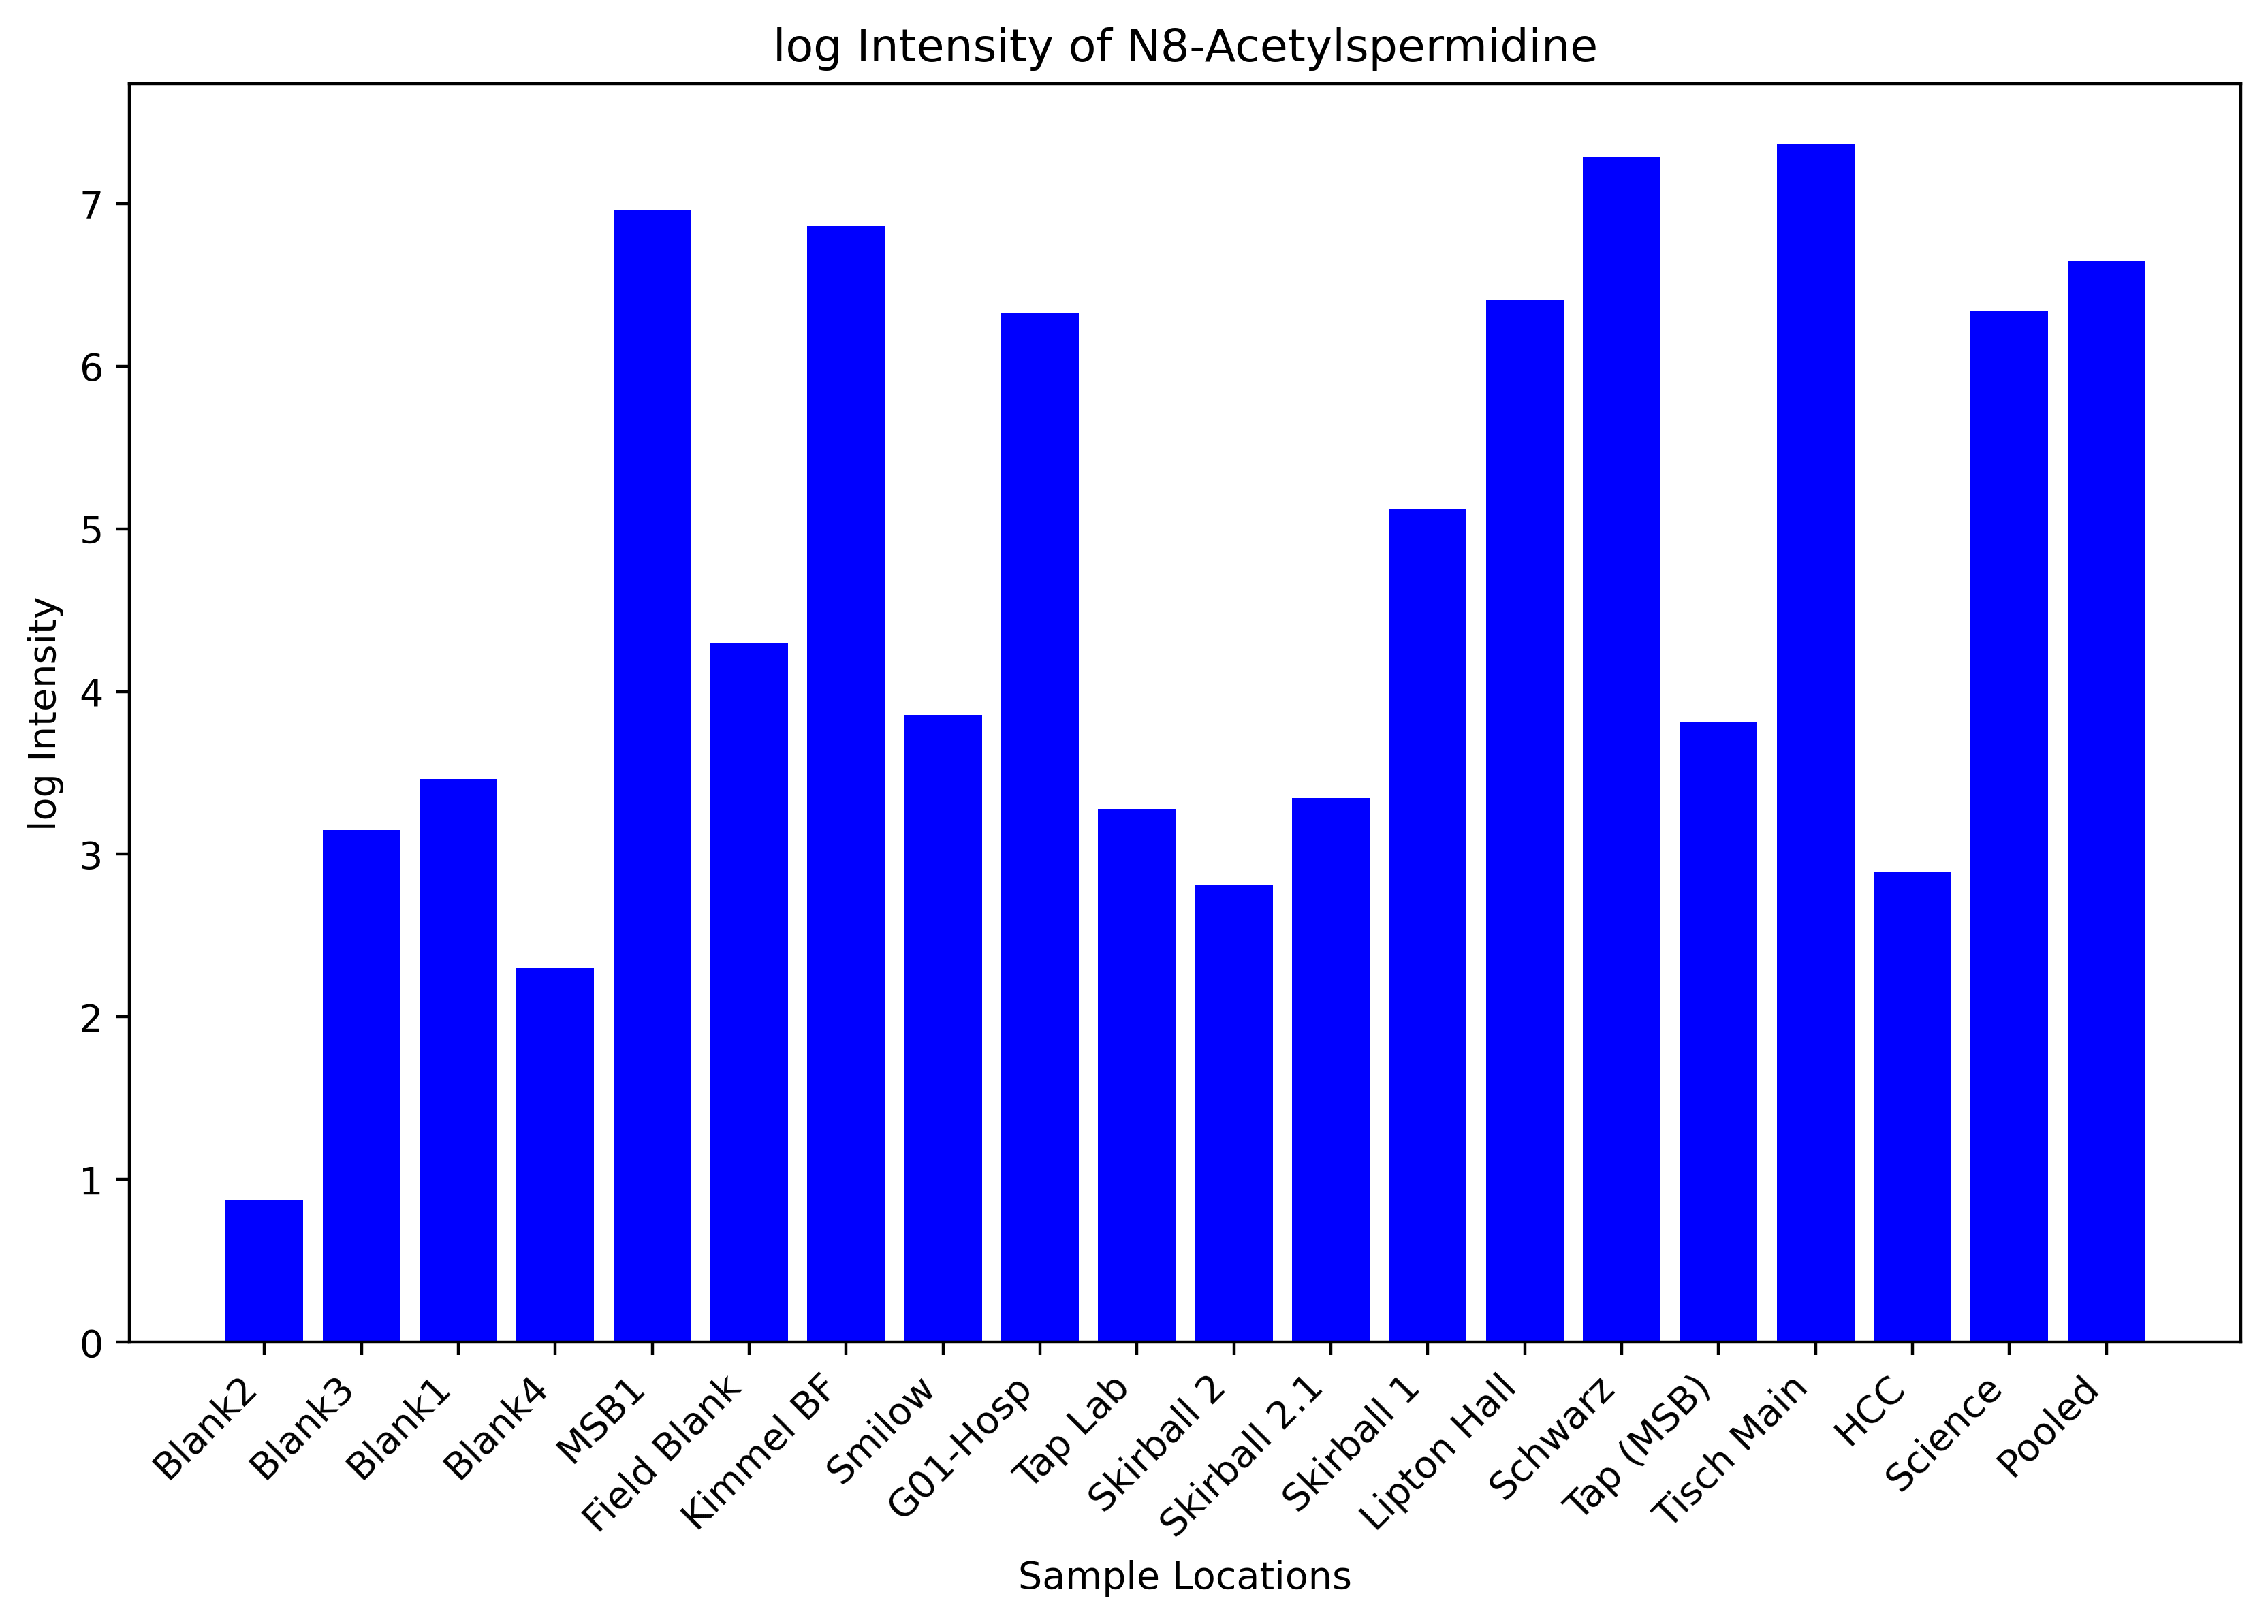 log Intensity of N8-Acetylspermidine
log Intensity
7
6
5
4
3
2
1
0
Blank2
Blank3
Blank1
Blank4
MSB1
Field Blank
Kimmel BF
Smilow
G01-Hosp
Tap Lab
Skirball 2
Skirball 2.1
Skirball 1
Lipton Hall
Schwarz
Tap (MSB)
Tisch Main
HCC
Science
Pooled
Sample Locations